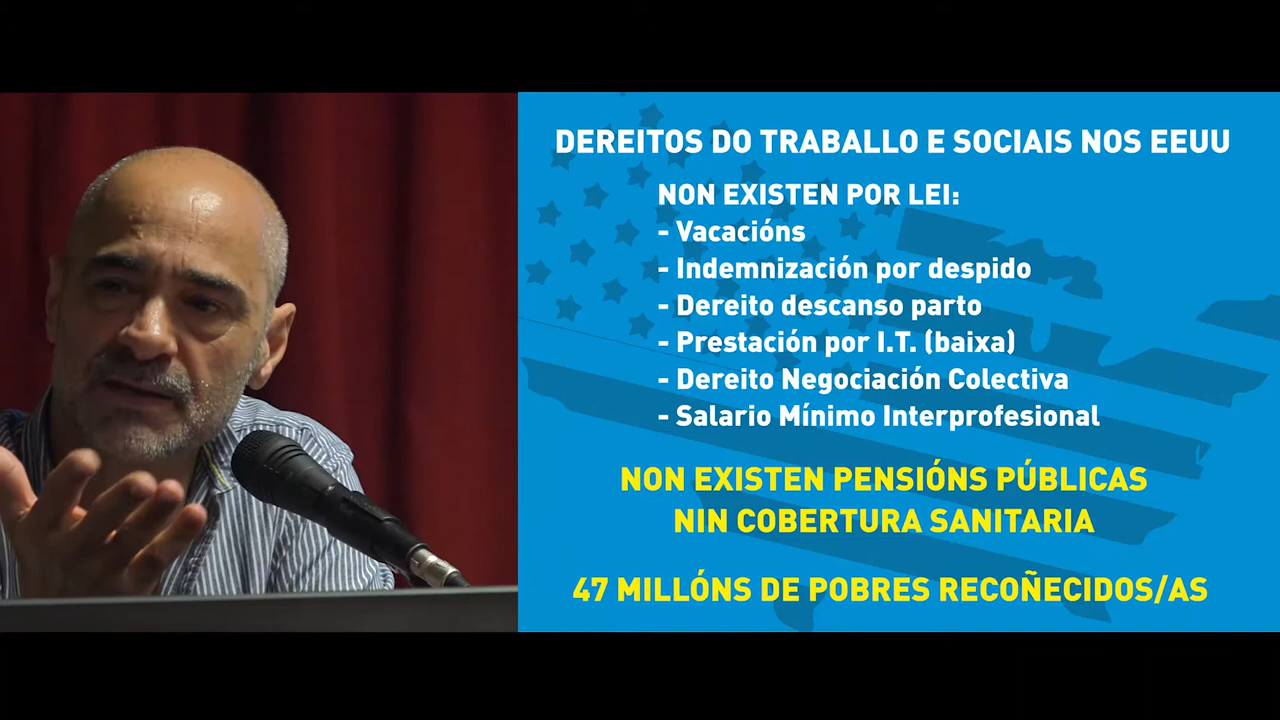 DEREITOS DO TRABALLO E SOCIAIS NOS EEUU
NON EXISTEN POR LEI:
- Vacacións
- Indemnización por despido
- Dereito descanso parto
- Prestación por I.T. (baixa)
- Dereito Negociación Colectiva
- Salario Mínimo Interprofesional
NON EXISTEN PENSIÓNS PÚBLICAS
NIN COBERTURA SANITARIA
47 MILLÓNS DE POBRES RECOÑECIDOS/AS